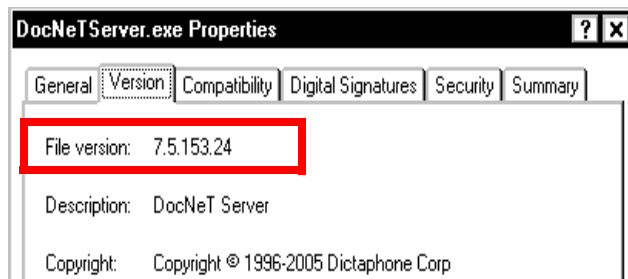 DocNeTServer.exe Properties ? X
General Version Compatibility Digital Signatures Security Summary
File version: 7.5.153.24
Description: DocNeT Server
Copyright: Copyright © 1996-2005 Dictaphone Corp